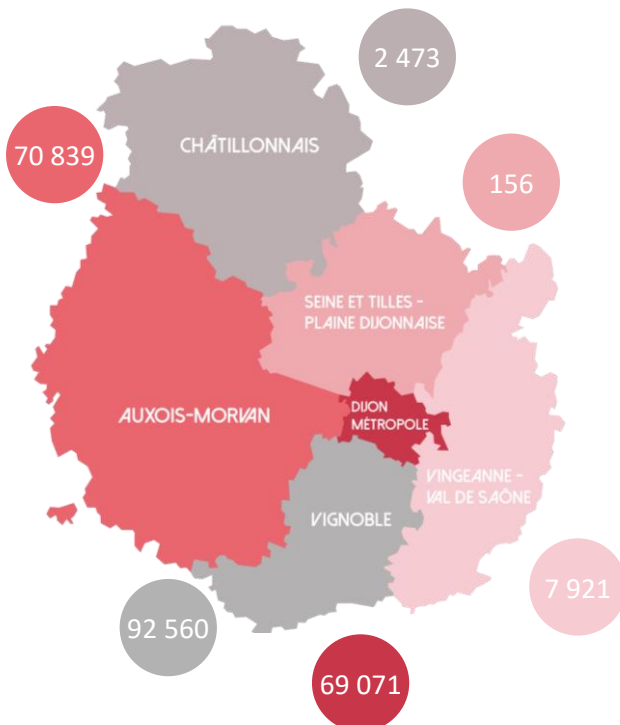 2 473
CHÂTILLONNAIS
70 839
156
SEINE ET TILLES -
PLAINE DIJONNAISE
AUXOIS-MORVAN
DIJON
MÉTROPOLE
VINGEANNE -
VAL DE SAÔNE
VIGNOBLE
7 921
92 560
69 071